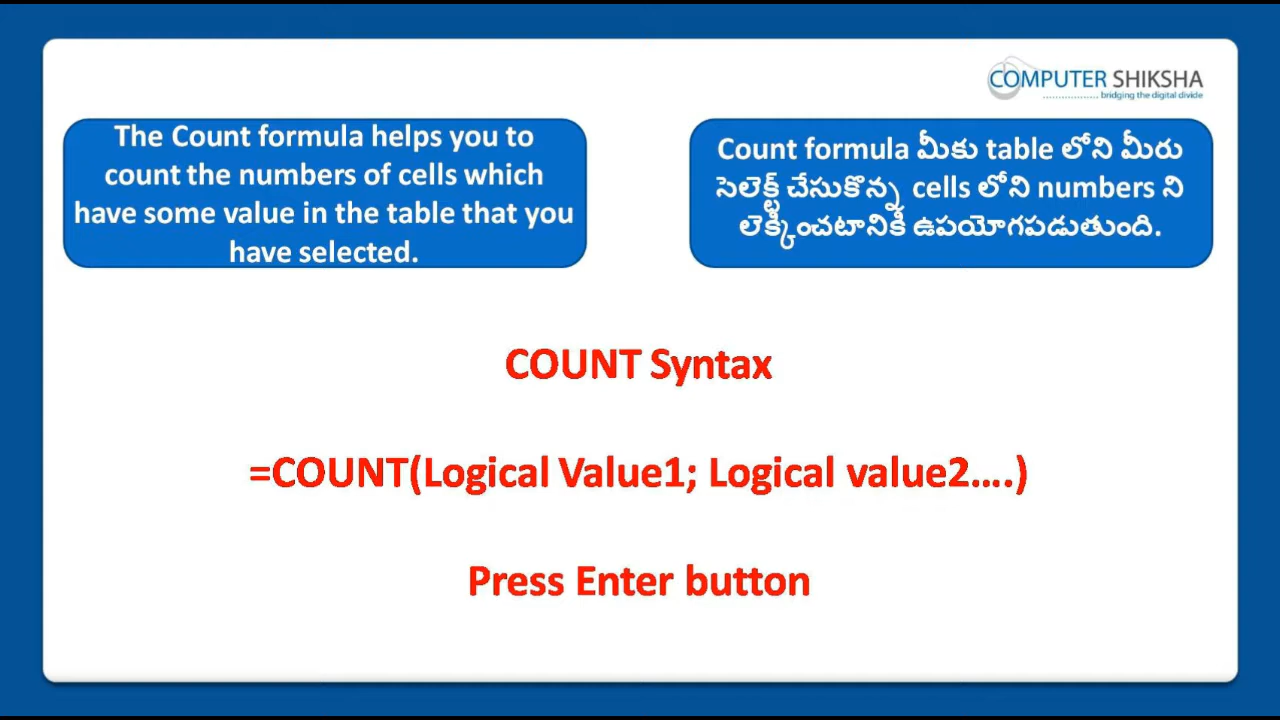 COMPUTER SHIKSHA
bridging the digital divide
The Count formula helps you to
count the numbers of cells which
have some value in the table that you
have selected.
Count formula మీకు table లోని మీరు
సెలెక్ట్ చేసుకొన్న cells లోని numbers ని
లెక్కించటానికి ఉపయోగపడుతుంది.
COUNT Syntax
=COUNT(Logical Value1; Logical value2....)
Press Enter button